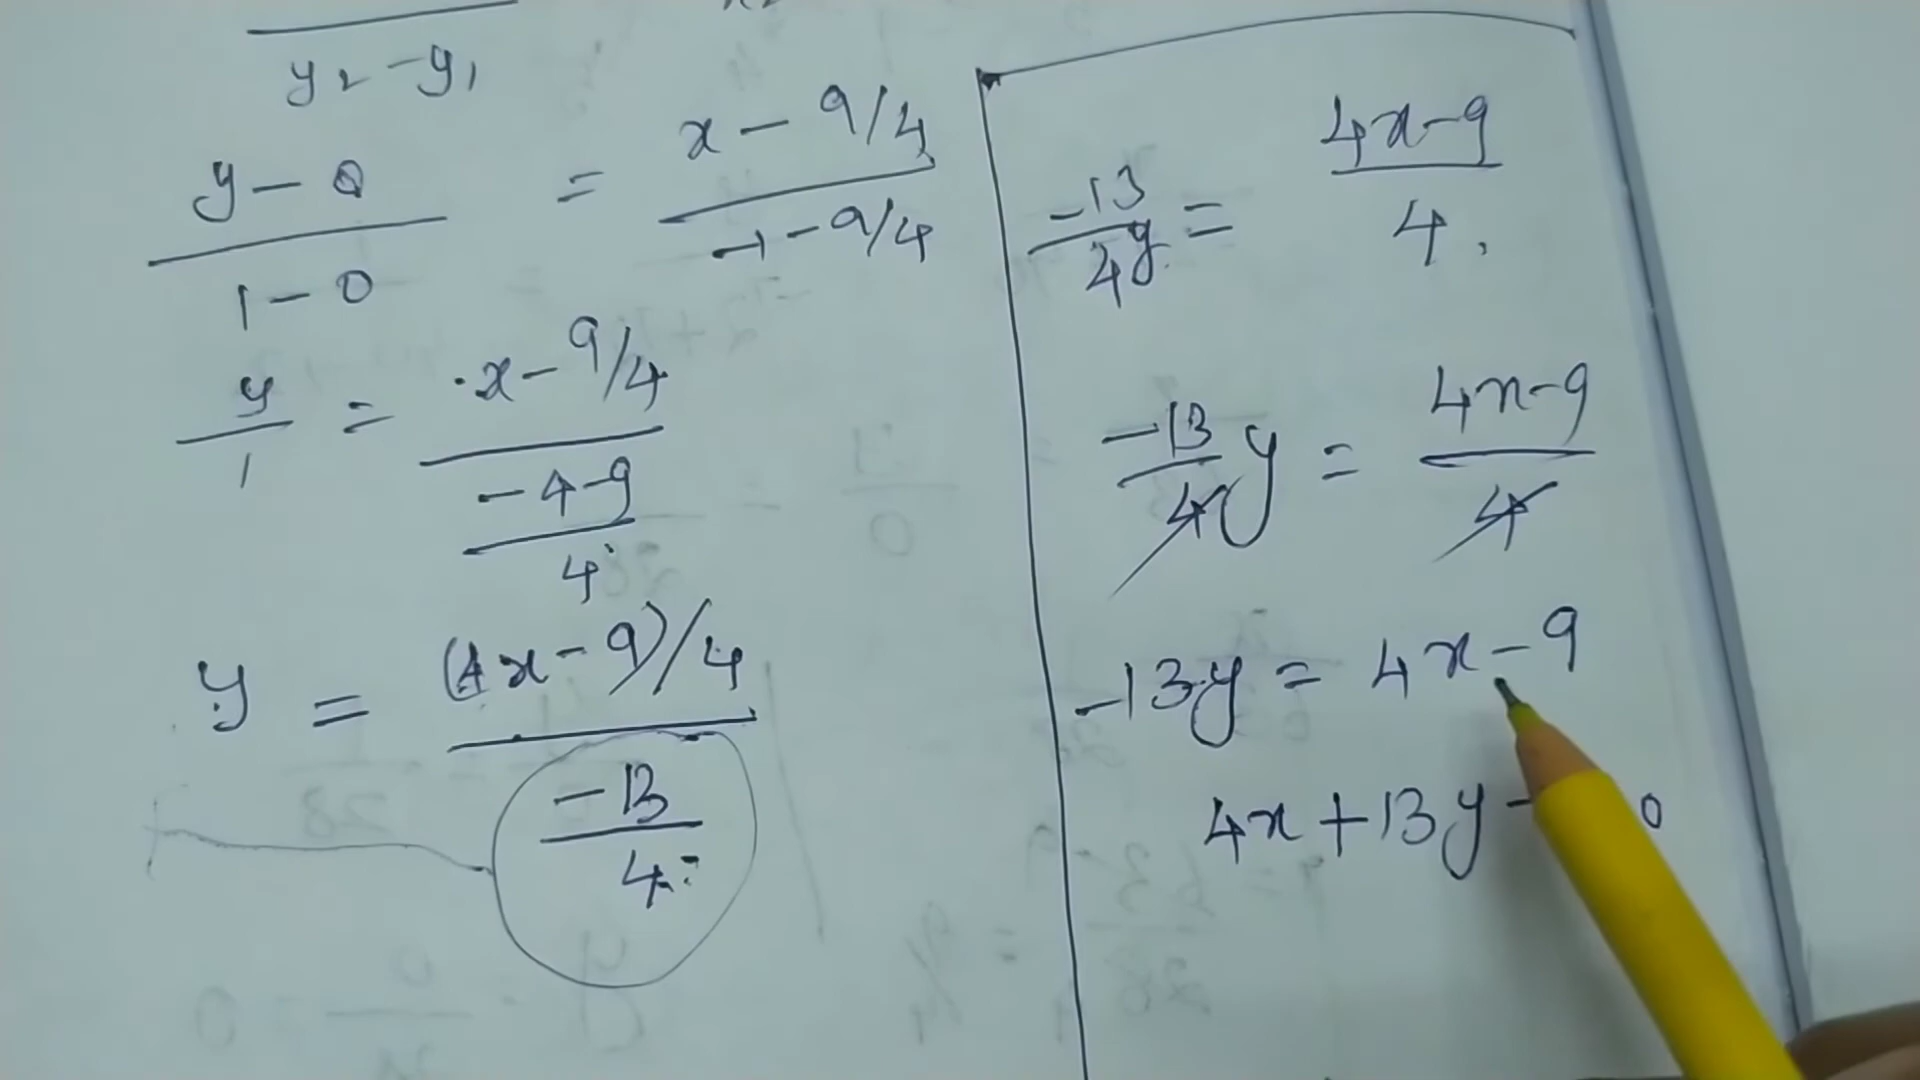 y₂ - y₁
y - 0 / 1 - 0 = x - 9/4 / -1 - 9/4
y/1 = x - 9/4 / (-4-9)/4
y = (4x - 9)/4 / (-13/4)
-13/4 y = 4x-9 / 4
-13/4 y = 4x-9 / 4
-13y = 4x - 9
4x + 13y - 0